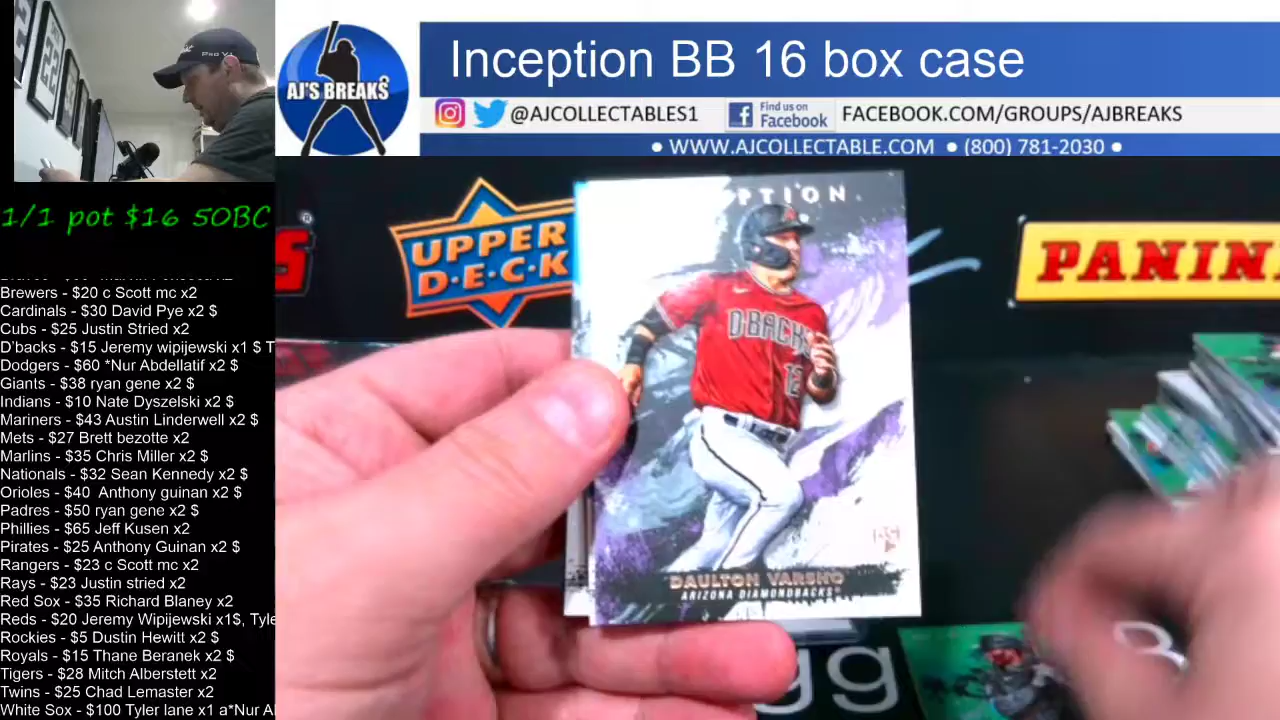 Inception BB 16 box case
AJ'S BREAKS
@AJCOLLECTABLES1
Find us on
Facebook
FACEBOOK.COM/GROUPS/AJBREAKS
• WWW.AJCOLLECTABLE.COM • (800) 781-2030 •
1/1 pot $16 SOBC
Brewers - $20 c Scott mc x2
Cardinals - $30 David Pye x2 $
Cubs - $25 Justin Stried x2
D`backs - $15 Jeremy wipijewski x1 $ T
Dodgers - $60 *Nur Abdellatif x2 $
Giants - $38 ryan gene x2 $
Indians - $10 Nate Dyszelski x2 $
Mariners - $43 Austin Linderwell x2 $
Mets - $27 Brett bezotte x2
Marlins - $35 Chris Miller x2 $
Nationals - $32 Sean Kennedy x2 $
Orioles - $40 Anthony guinan x2 $
Padres - $50 ryan gene x2 $
Phillies - $65 Jeff Kusen x2
Pirates - $25 Anthony Guinan x2 $
Rangers - $23 c Scott mc x2
Rays - $23 Justin stried x2
Red Sox - $35 Richard Blaney x2
Reds - $20 Jeremy Wipijewski x1$, Tyle
Rockies - $5 Dustin Hewitt x2 $
Royals - $15 Thane Beranek x2 $
Tigers - $28 Mitch Alberstett x2
Twins - $25 Chad Lemaster x2
White Sox - $100 Tyler lane x1 a*Nur Al
UPPER
D·E·C·K
PANINI
PTION
D-BACKS
12
DAULTON VARSHO
ARIZONA DIAMONDBACKS
gg